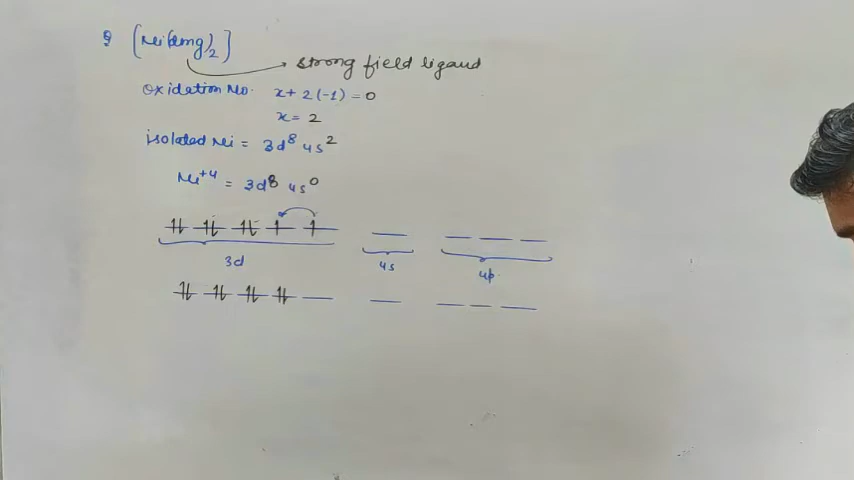 Q [Ni(dmg)₂]
strong field ligand
Oxidation No. x + 2(-1) = 0
x = 2
isolated Ni = 3d⁸ 4s²
Ni⁺⁴ = 3d⁸ 4s⁰
3d 4s 4p